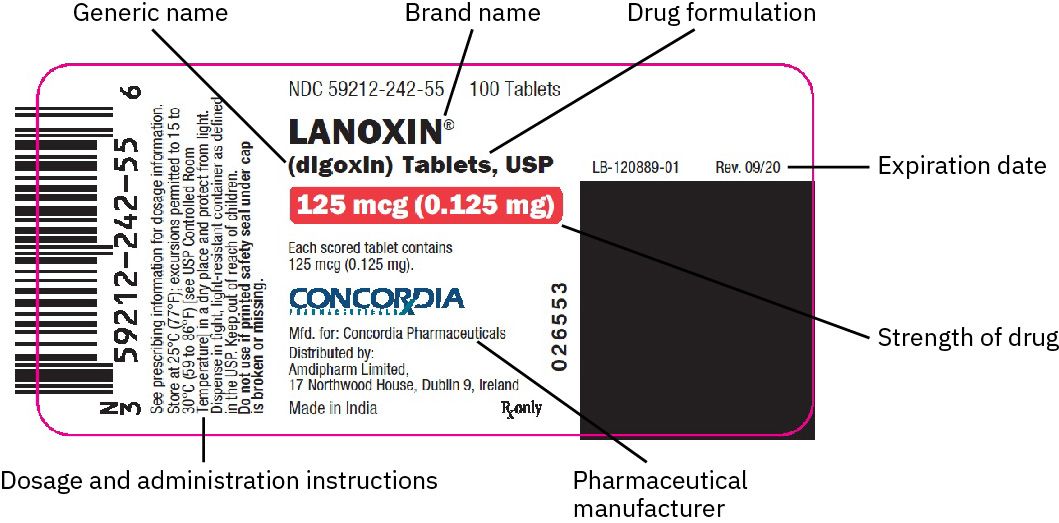 Generic name
Brand name
Drug formulation
NDC 59212-242-55 100 Tablets
LANOXIN®
(digoxin) Tablets, USP
125 mcg (0.125 mg)
Each scored tablet contains
125 mcg (0.125 mg).
CONCORDIA
PHARMACEUTICALS
Mfd. for: Concordia Pharmaceuticals
Distributed by:
Amdipharm Limited,
17 Northwood House, Dublin 9, Ireland
Made in India
Rx only
N
3 59212-242-55 6
See prescribing information for dosage information.
Store at 25°C (77°F); excursions permitted to 15 to
30°C (59 to 86°F) [see USP Controlled Room
Temperature] in a dry place and protect from light.
Dispense in tight, light-resistant container as defined
in the USP. Keep out of reach of children.
Do not use if printed safety seal under cap
is broken or missing.
LB-120889-01 Rev. 09/20
026553
Expiration date
Strength of drug
Dosage and administration instructions
Pharmaceutical
manufacturer